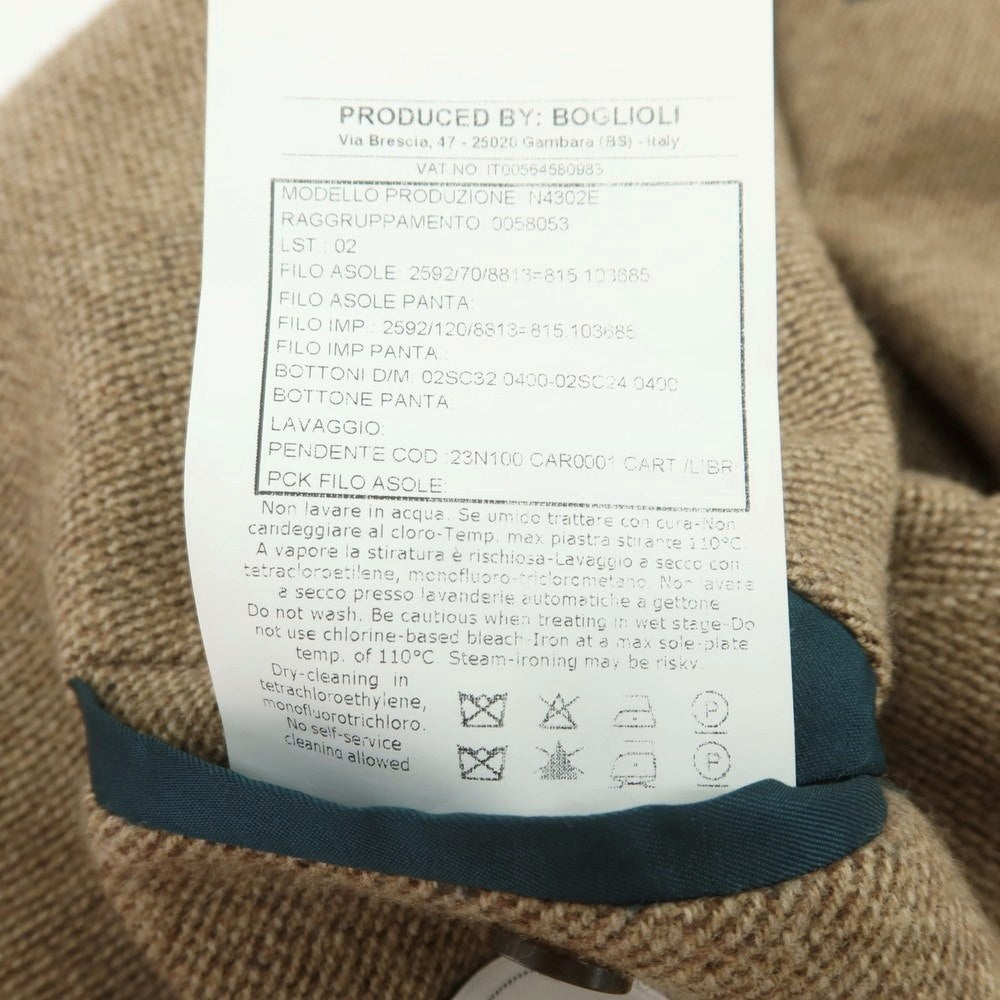 PRODUCED BY: BOGLIOLI
Via Brescia, 47 - 25020 Gambara (BS) - Italy
VAT NO IT00564580983
MODELLO PRODUZIONE: N4302E
RAGGRUPPAMENTO: 0058053
LST : 02
FILO ASOLE: 2592/70/8813=815.103685
FILO ASOLE PANTA:
FILO IMP.: 2592/120/8813=815.103685
FILO IMP PANTA :
BOTTONI D/M: 02SC32 0400-02SC24 0400
BOTTONE PANTA:
LAVAGGIO:
PENDENTE COD :23N100 CAR0001 CART./LIBR
PCK FILO ASOLE:
Non lavare in acqua. Se umido trattare con cura-Non
candeggiare al cloro-Temp. max piastra stirante 110°C.
A vapore la stiratura è rischiosa-Lavaggio a secco con
tetracloroetilene, monofluoro-triclorometano. Non lavare
a secco presso lavanderie automatiche a gettone
Do not wash. Be cautious when treating in wet stage-Do
not use chlorine-based bleach-Iron at a max sole-plate
temp. of 110°C. Steam-ironing may be risky.
Dry-cleaning in
tetrachloroethylene,
monofluorotrichloro.
No self-service
cleaning allowed
P
P